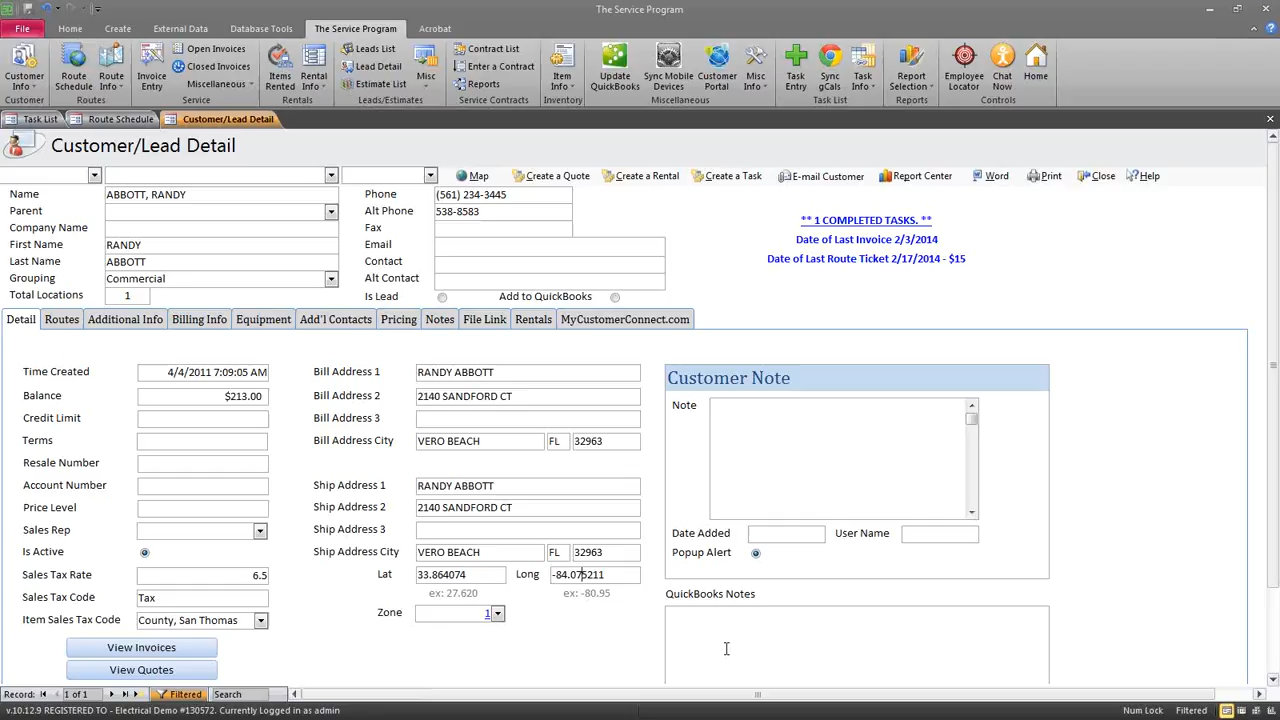 The Service Program
File Home Create External Data Database Tools The Service Program Acrobat
Customer Info Route Schedule Route Info Invoice Entry Open Invoices Closed Invoices Miscellaneous Items Rented Rental Info Leads List Lead Detail Estimate List Misc Contract List Enter a Contract Reports Item Info Update QuickBooks Sync Mobile Devices Customer Portal Misc Info Task Entry Sync gCals Task Info Report Selection Employee Locator Chat Now Home
Customer Routes Service Rentals Leads/Estimates Service Contracts Inventory Miscellaneous Task List Reports Controls
Task List Route Schedule Customer/Lead Detail
Customer/Lead Detail
Map Create a Quote Create a Rental Create a Task E-mail Customer Report Center Word Print Close Help
Name ABBOTT, RANDY Phone (561) 234-3445
Parent Alt Phone 538-8583
** 1 COMPLETED TASKS. **
Company Name Fax
First Name RANDY Email
Date of Last Invoice 2/3/2014
Last Name ABBOTT Contact
Date of Last Route Ticket 2/17/2014 - $15
Grouping Commercial Alt Contact
Total Locations 1 Is Lead Add to QuickBooks
Detail Routes Additional Info Billing Info Equipment Add'l Contacts Pricing Notes File Link Rentals MyCustomerConnect.com
Time Created 4/4/2011 7:09:05 AM Bill Address 1 RANDY ABBOTT
Customer Note
Balance $213.00 Bill Address 2 2140 SANDFORD CT
Note
Credit Limit Bill Address 3
Terms Bill Address City VERO BEACH FL 32963
Resale Number
Account Number Ship Address 1 RANDY ABBOTT
Price Level Ship Address 2 2140 SANDFORD CT
Sales Rep Ship Address 3
Date Added User Name
Is Active Ship Address City VERO BEACH FL 32963
Popup Alert
Sales Tax Rate 6.5 Lat 33.864074 Long -84.075211
ex: 27.620 ex: -80.95
QuickBooks Notes
Sales Tax Code Tax
Zone 1
Item Sales Tax Code County, San Thomas
View Invoices
View Quotes
Record: 1 of 1 Filtered Search
v.10.12.9 REGISTERED TO - Electrical Demo #130572. Currently Logged in as admin Num Lock Filtered